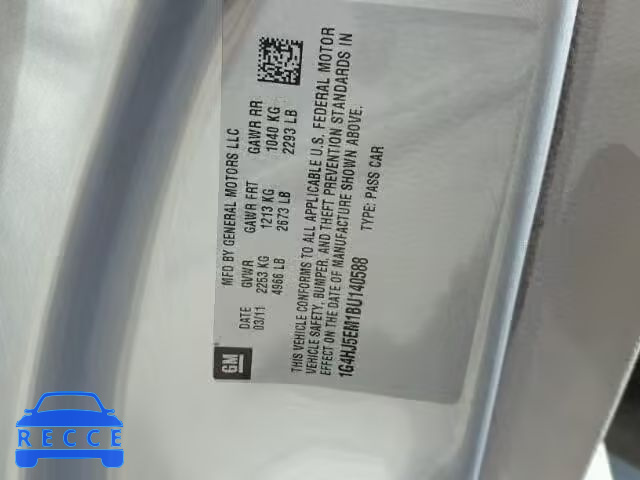 MFD BY GENERAL MOTORS LLC
DATE GVWR GAWR FRT GAWR RR
03/11 2253 KG 1213 KG 1040 KG
4966 LB 2673 LB 2293 LB
THIS VEHICLE CONFORMS TO ALL APPLICABLE U.S. FEDERAL MOTOR
VEHICLE SAFETY, BUMPER, AND THEFT PREVENTION STANDARDS IN
EFFECT ON THE DATE OF MANUFACTURE SHOWN ABOVE.
1G4HJ5EM1BU140588 TYPE: PASS CAR
GM
RECCE